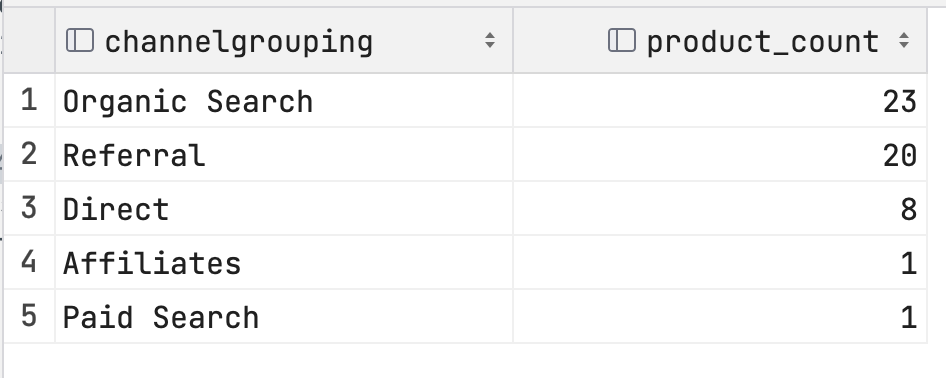 channelgrouping product_count
1 Organic Search 23
2 Referral 20
3 Direct 8
4 Affiliates 1
5 Paid Search 1